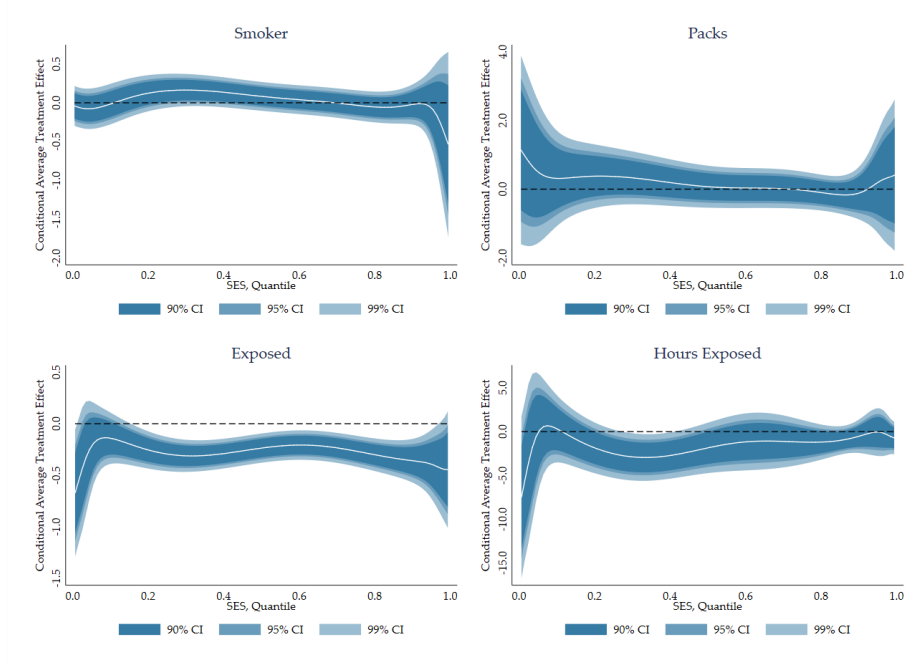 Smoker
Conditional Average Treatment Effect
0.5
0.0
-0.5
-1.0
-1.5
-2.0
0.0 0.2 0.4 0.6 0.8 1.0
SES, Quantile
90% CI 95% CI 99% CI
Packs
Conditional Average Treatment Effect
4.0
2.0
0.0
-2.0
0.0 0.2 0.4 0.6 0.8 1.0
SES, Quantile
90% CI 95% CI 99% CI
Exposed
Conditional Average Treatment Effect
0.5
0.0
-0.5
-1.0
-1.5
0.0 0.2 0.4 0.6 0.8 1.0
SES, Quantile
90% CI 95% CI 99% CI
Hours Exposed
Conditional Average Treatment Effect
5.0
0.0
-5.0
-10.0
-15.0
0.0 0.2 0.4 0.6 0.8 1.0
SES, Quantile
90% CI 95% CI 99% CI